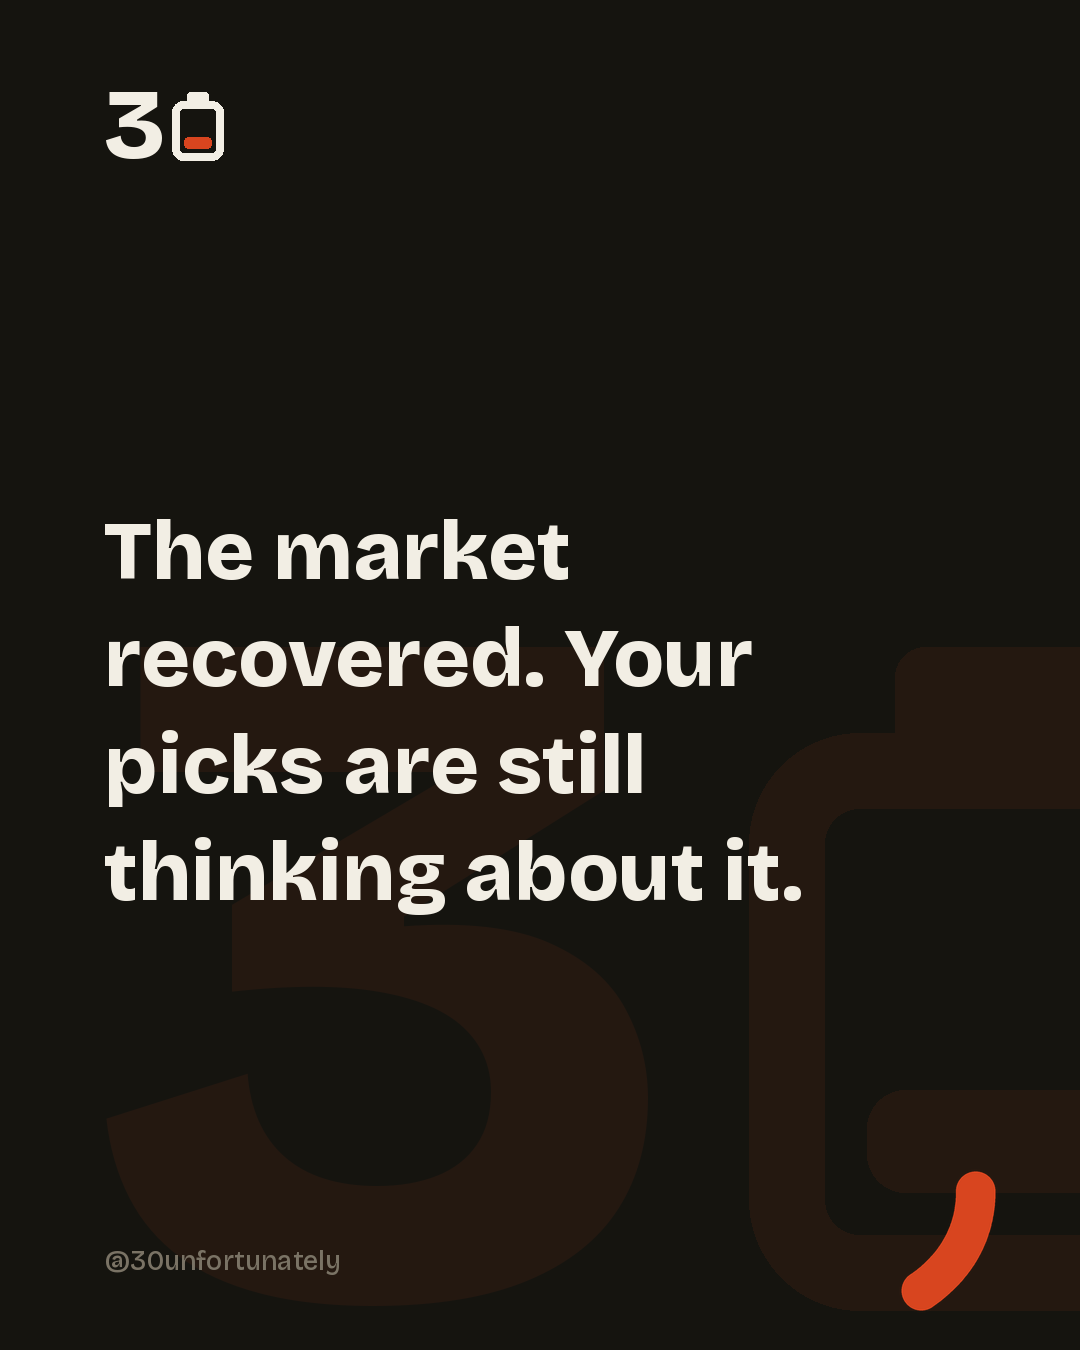 30
The market
recovered. Your
picks are still
thinking about it.
@30unfortunately